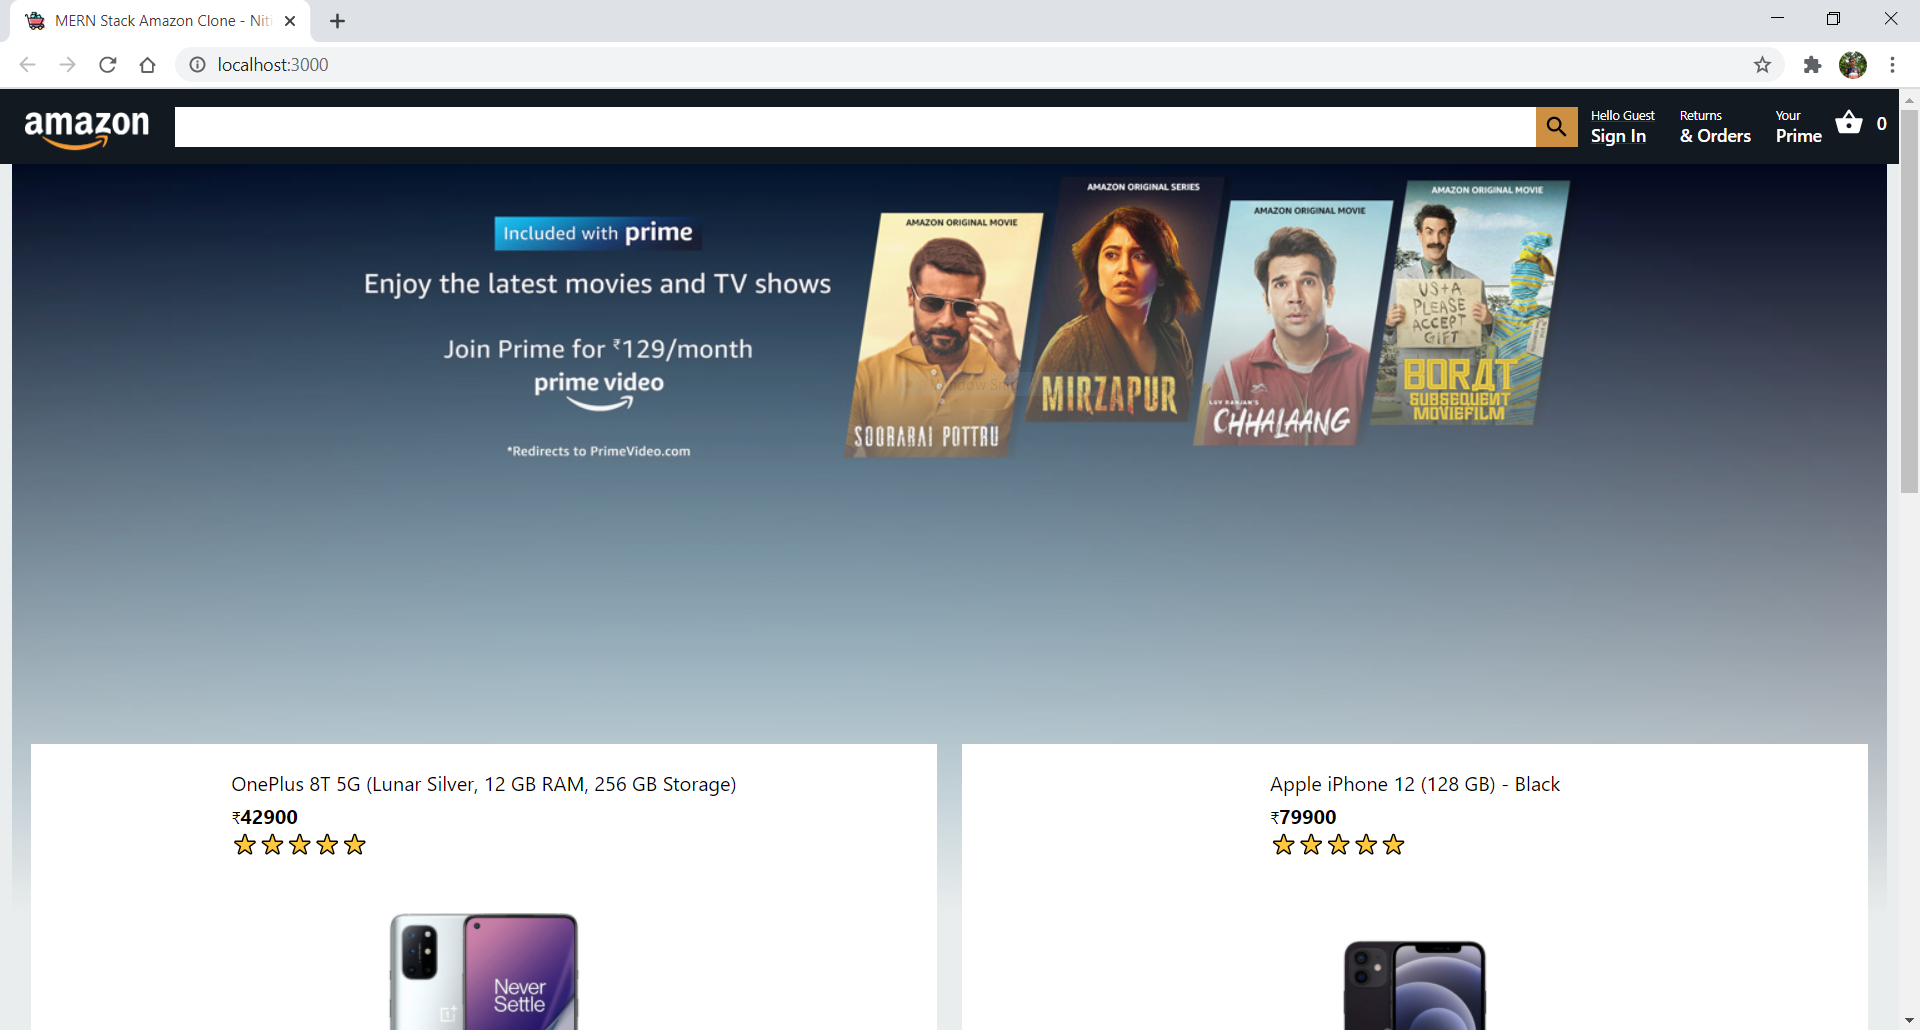 MERN Stack Amazon Clone - Niti
localhost:3000
amazon
Hello Guest
Sign In
Returns
& Orders
Your
Prime
0
Included with prime
Enjoy the latest movies and TV shows
Join Prime for ₹129/month
prime video
*Redirects to PrimeVideo.com
AMAZON ORIGINAL MOVIE
SOORARAI POTTRU
AMAZON ORIGINAL SERIES
MIRZAPUR
AMAZON ORIGINAL MOVIE
LUV RANJAN'S
CHHALAANG
AMAZON ORIGINAL MOVIE
US+A
PLEASE
ACCEPT
GIFT
BORAT
SUBSEQUENT
MOVIEFILM
OnePlus 8T 5G (Lunar Silver, 12 GB RAM, 256 GB Storage)
₹42900
Never
Settle
Apple iPhone 12 (128 GB) - Black
₹79900